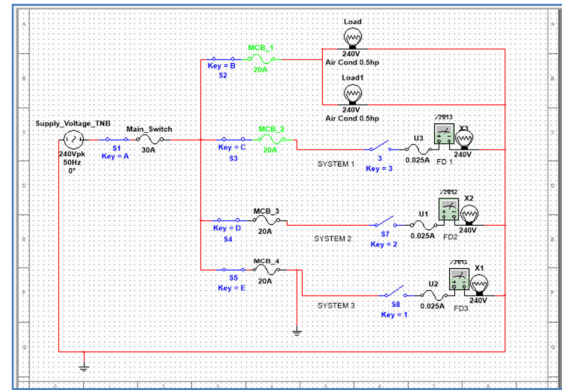 Load
240V
Air Cond 0.5hp
MCB_1
20A
Key = B
S2
Load1
240V
Air Cond 0.5hp
Supply_Voltage_TNB
240Vpk
50Hz
0°
S1
Key = A
Main_Switch
30A
MCB_2
20A
Key = C
S3
SYSTEM 1
3
Key = 3
U3
0.025A
XMM3
FD 1
X3
240V
MCB_3
20A
Key = D
S4
SYSTEM 2
S7
Key = 2
U1
0.025A
XMM2
FD2
X2
240V
MCB_4
20A
S5
Key = E
SYSTEM 3
S8
Key = 1
U2
0.025A
XMM1
FD3
X1
240V